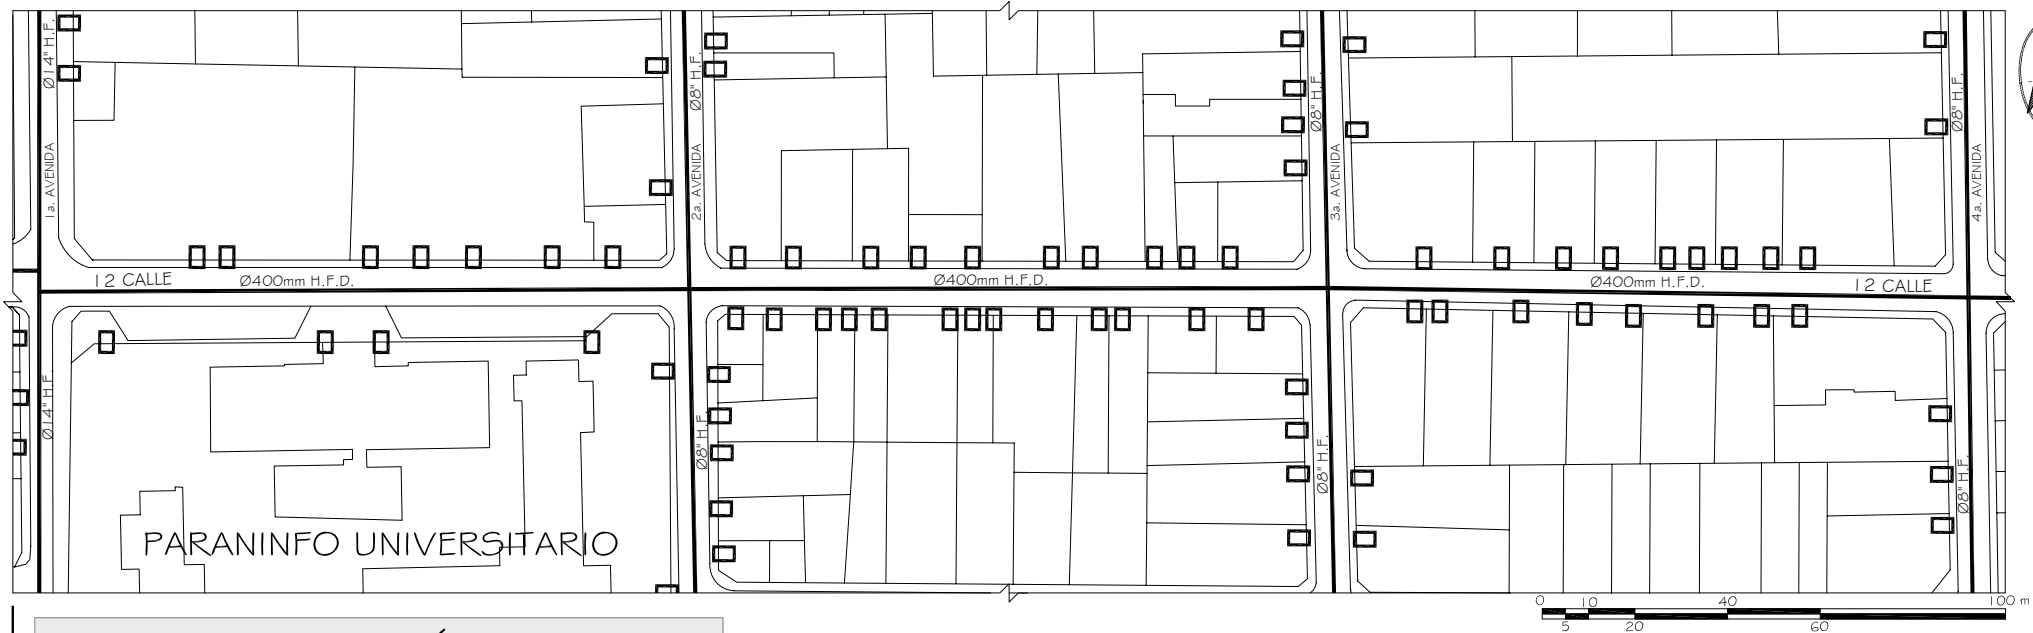 Ø14" H.F.
Ø8" H.F.
Ø8" H.F.
Ø8" H.F.
1a. AVENIDA
2a. AVENIDA
3a. AVENIDA
4a. AVENIDA
12 CALLE
Ø400mm H.F.D.
Ø400mm H.F.D.
Ø400mm H.F.D.
12 CALLE
Ø14" H.F.
Ø8" H.F.
Ø8" H.F.
Ø8" H.F.
PARANINFO UNIVERSITARIO
0 10 40 100 m
5 20 60